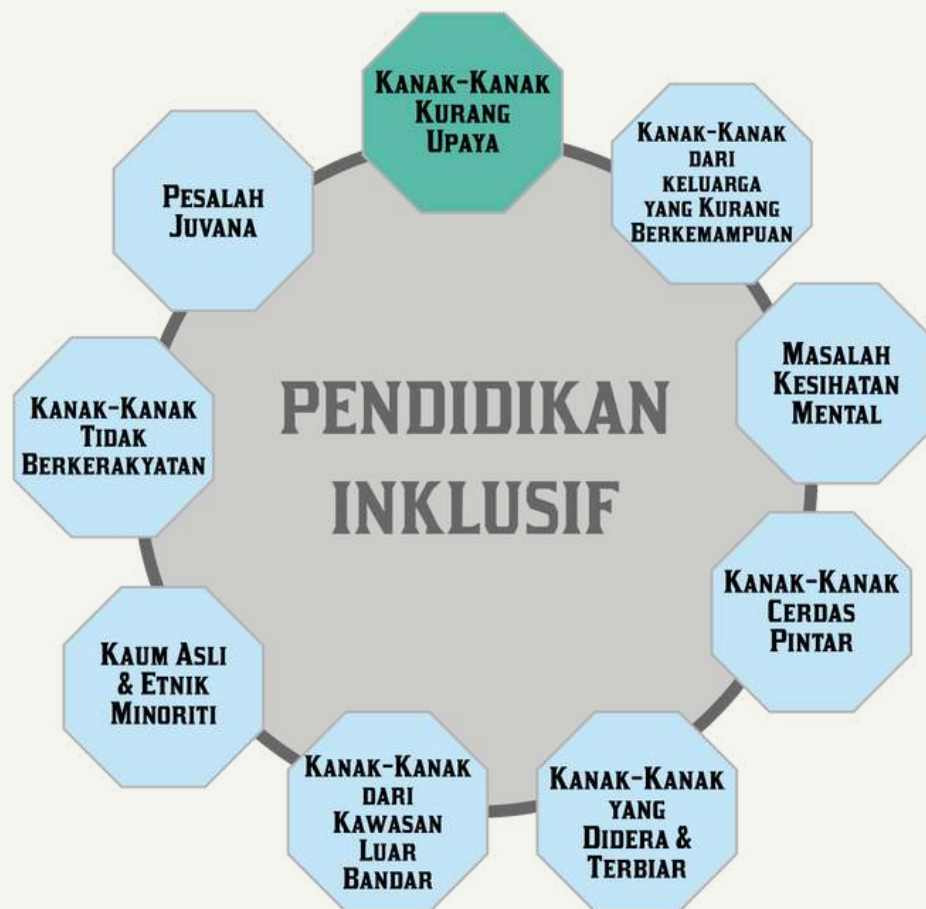 KANAK-KANAK
KURANG
UPAYA
KANAK-KANAK
DARI
KELUARGA
YANG KURANG
BERKEMAMPUAN
MASALAH
KESIHATAN
MENTAL
KANAK-KANAK
CERDAS
PINTAR
KANAK-KANAK
YANG
DIDERA &
TERBIAR
KANAK-KANAK
DARI
KAWASAN
LUAR
BANDAR
KAUM ASLI
& ETNIK
MINORITI
KANAK-KANAK
TIDAK
BERKERAKYATAN
PESALAH
JUVANA
PENDIDIKAN
INKLUSIF